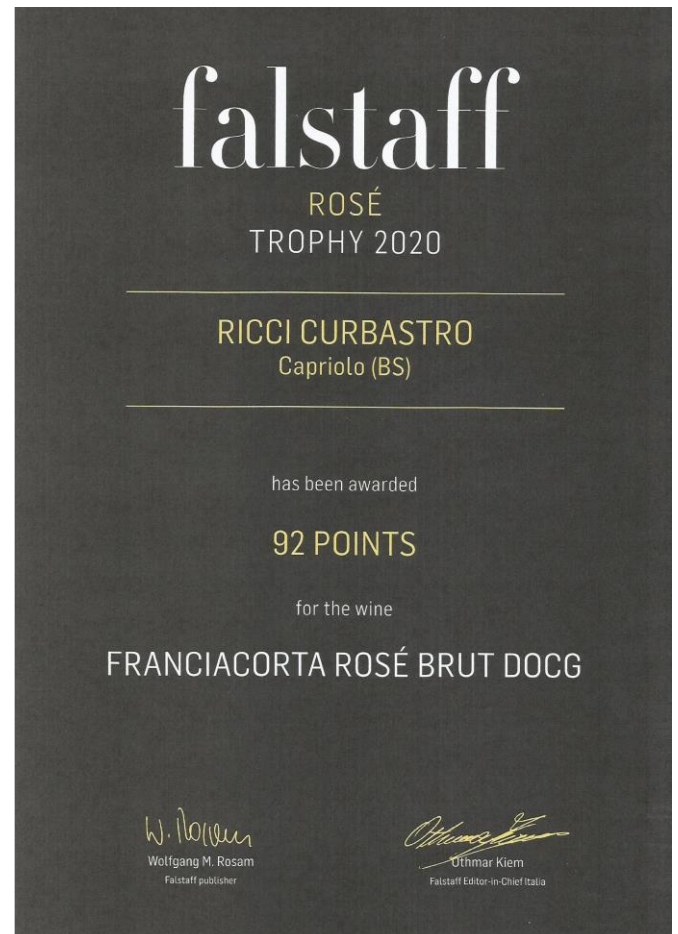 falstaff
ROSÉ
TROPHY 2020
RICCI CURBASTRO
Capriolo (BS)
has been awarded
92 POINTS
for the wine
FRANCIACORTA ROSÉ BRUT DOCG
Wolfgang M. Rosam
Othmar Kiem
Falstaff publisher
Falstaff Editor-in-Chief Italia